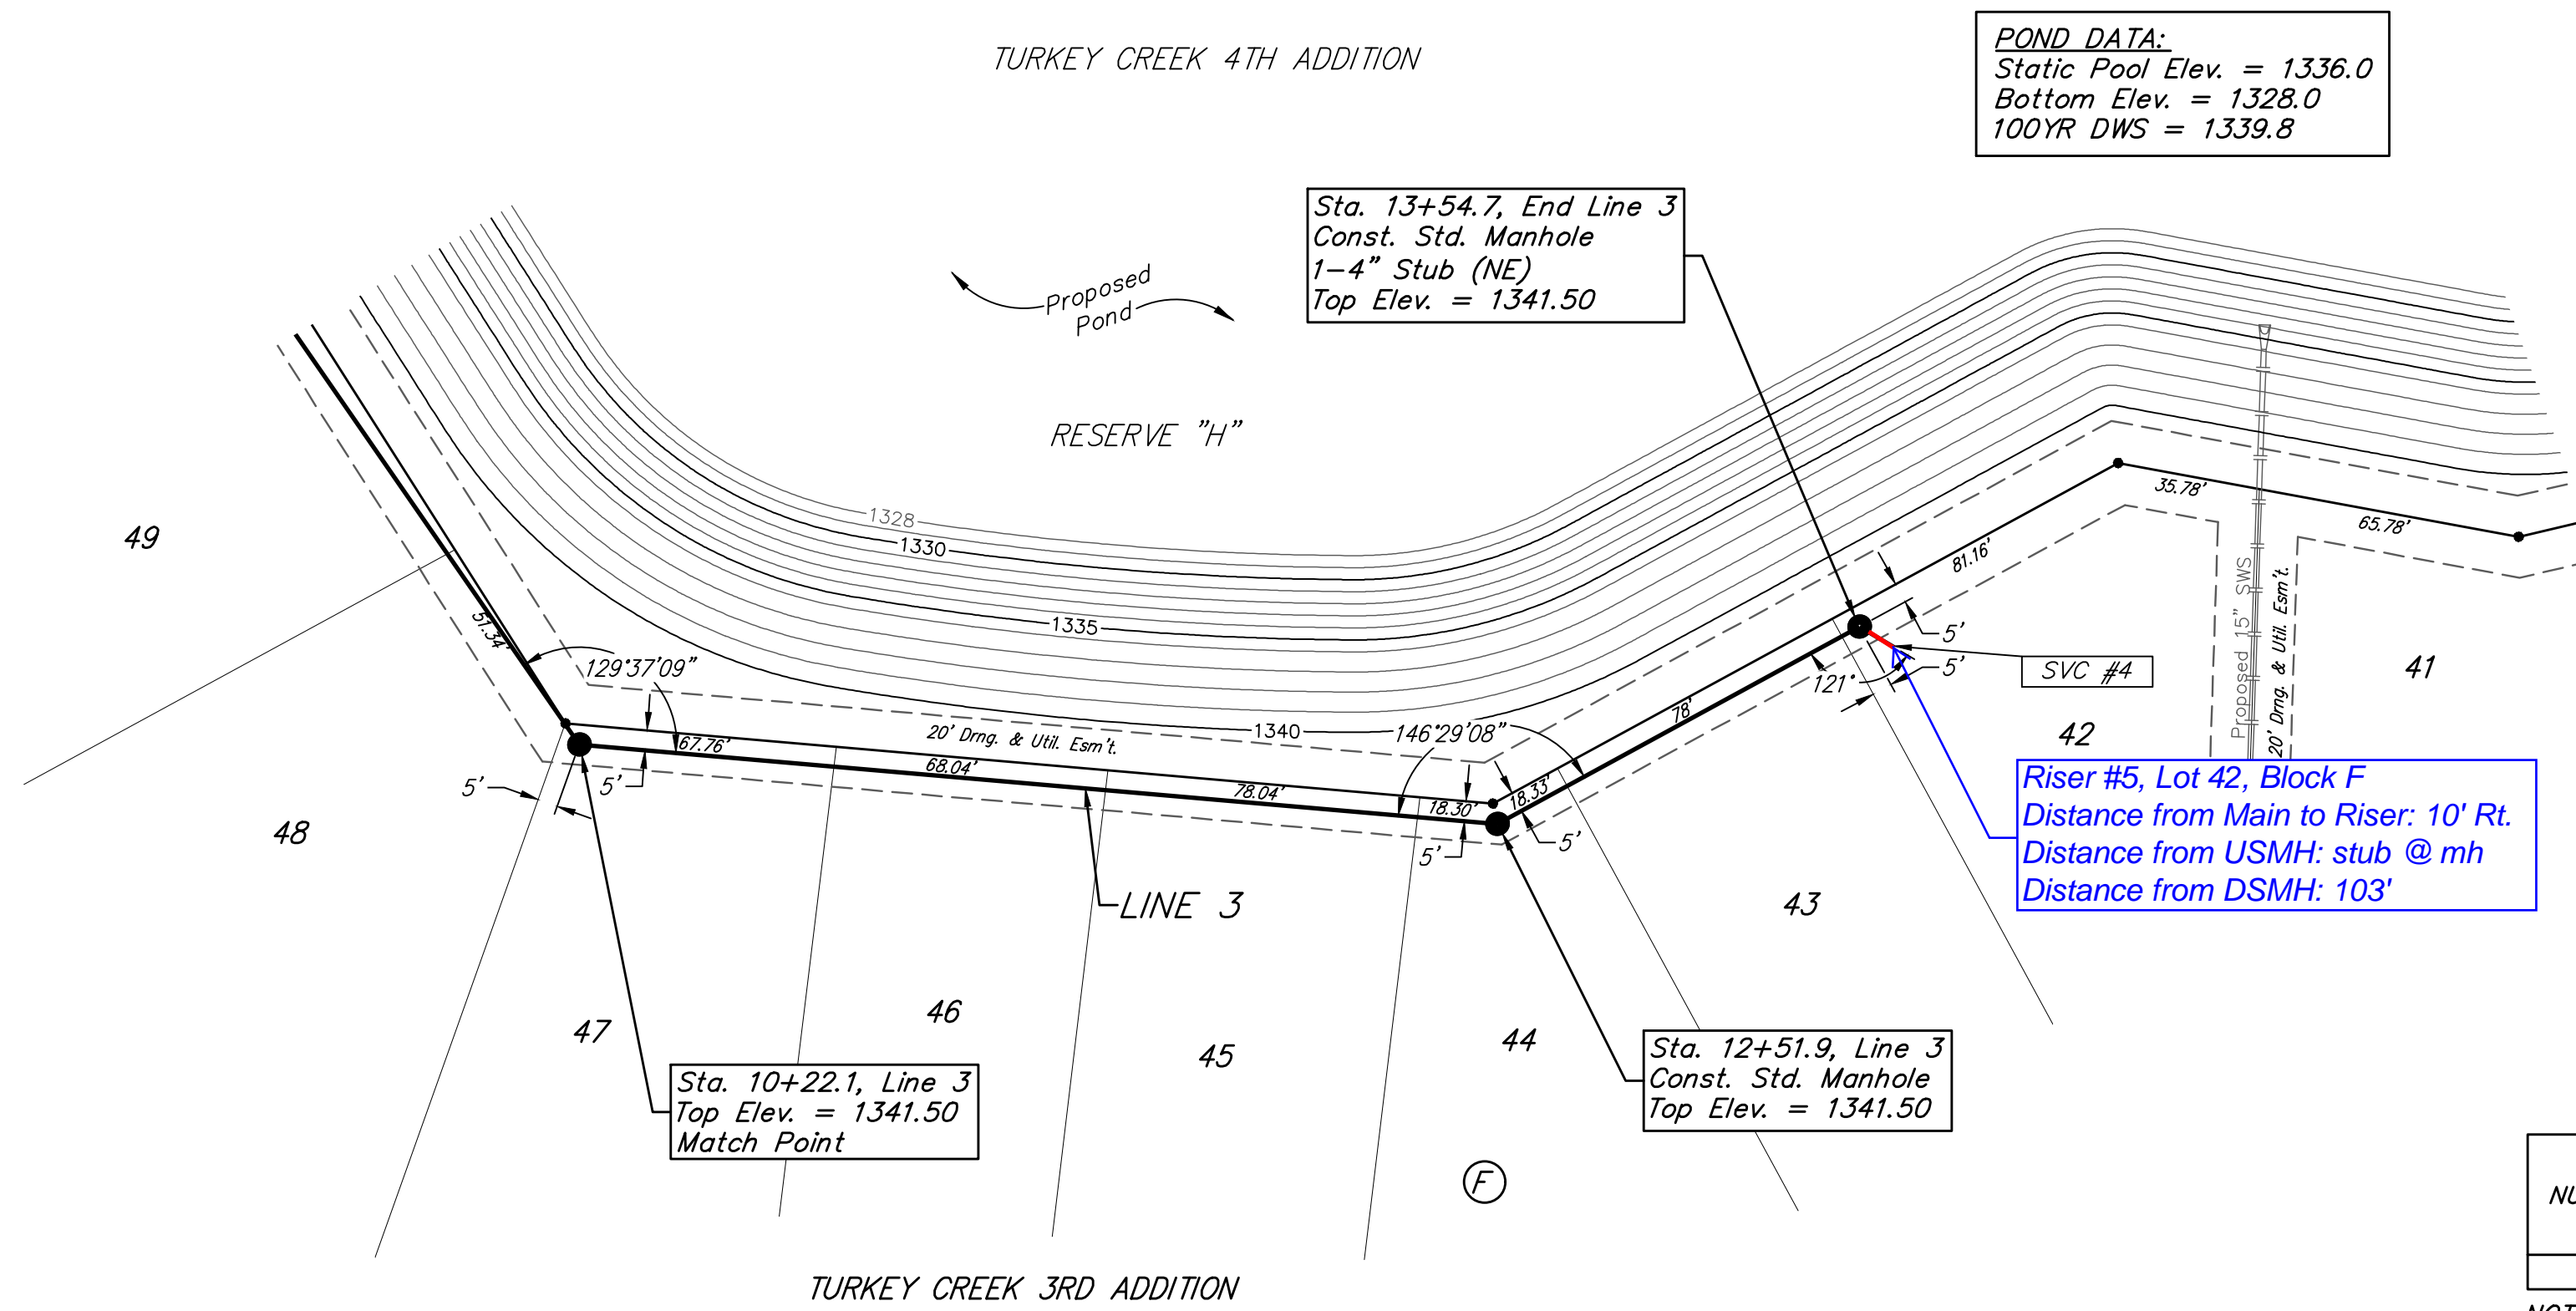 TURKEY CREEK 4TH ADDITION
POND DATA:
Static Pool Elev. = 1336.0
Bottom Elev. = 1328.0
100YR DWS = 1339.8
Sta. 13+54.7, End Line 3
Const. Std. Manhole
1-4" Stub (NE)
Top Elev. = 1341.50
Proposed
Pond
RESERVE "H"
1328
1330
1335
1340
49
51.34'
129°37'09"
67.76'
20' Drng. & Util. Esm't.
68.04'
78.04'
146°29'08"
18.30'
18.33'
78'
81.16'
35.78'
65.78'
5'
5'
5'
5'
5'
5'
121°
SVC #4
Proposed 15" SWS
20' Drng. & Util. Esm't.
41
42
Riser #5, Lot 42, Block F
Distance from Main to Riser: 10' Rt.
Distance from USMH: stub @ mh
Distance from DSMH: 103'
48
LINE 3
43
47
46
45
44
Sta. 10+22.1, Line 3
Top Elev. = 1341.50
Match Point
Sta. 12+51.9, Line 3
Const. Std. Manhole
Top Elev. = 1341.50
F
TURKEY CREEK 3RD ADDITION